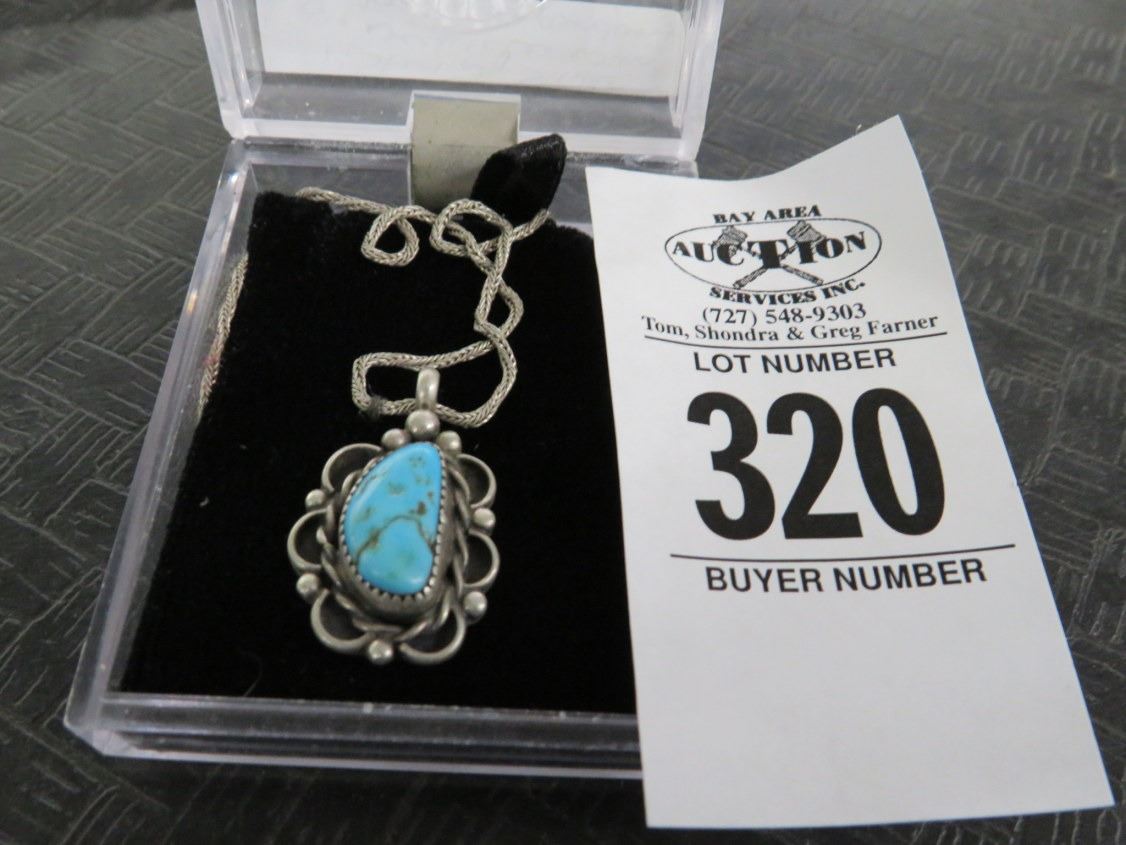 BAY AREA
AUCTION
SERVICES INC.
(727) 548-9303
Tom, Shondra & Greg Farner
LOT NUMBER
320
BUYER NUMBER